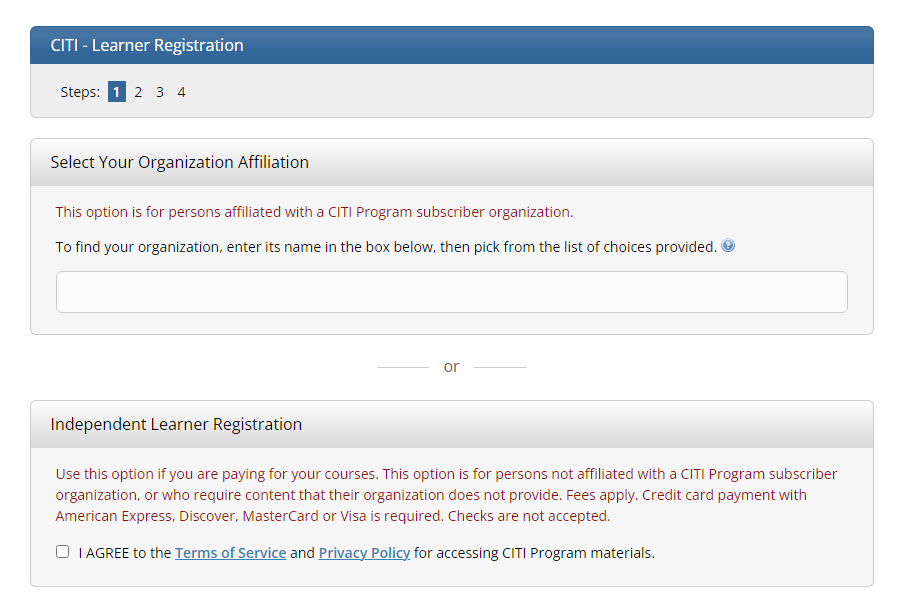 CITI - Learner Registration
Steps: 1 2 3 4
Select Your Organization Affiliation
This option is for persons affiliated with a CITI Program subscriber organization.
To find your organization, enter its name in the box below, then pick from the list of choices provided. ?
or
Independent Learner Registration
Use this option if you are paying for your courses. This option is for persons not affiliated with a CITI Program subscriber
organization, or who require content that their organization does not provide. Fees apply. Credit card payment with
American Express, Discover, MasterCard or Visa is required. Checks are not accepted.
I AGREE to the Terms of Service and Privacy Policy for accessing CITI Program materials.